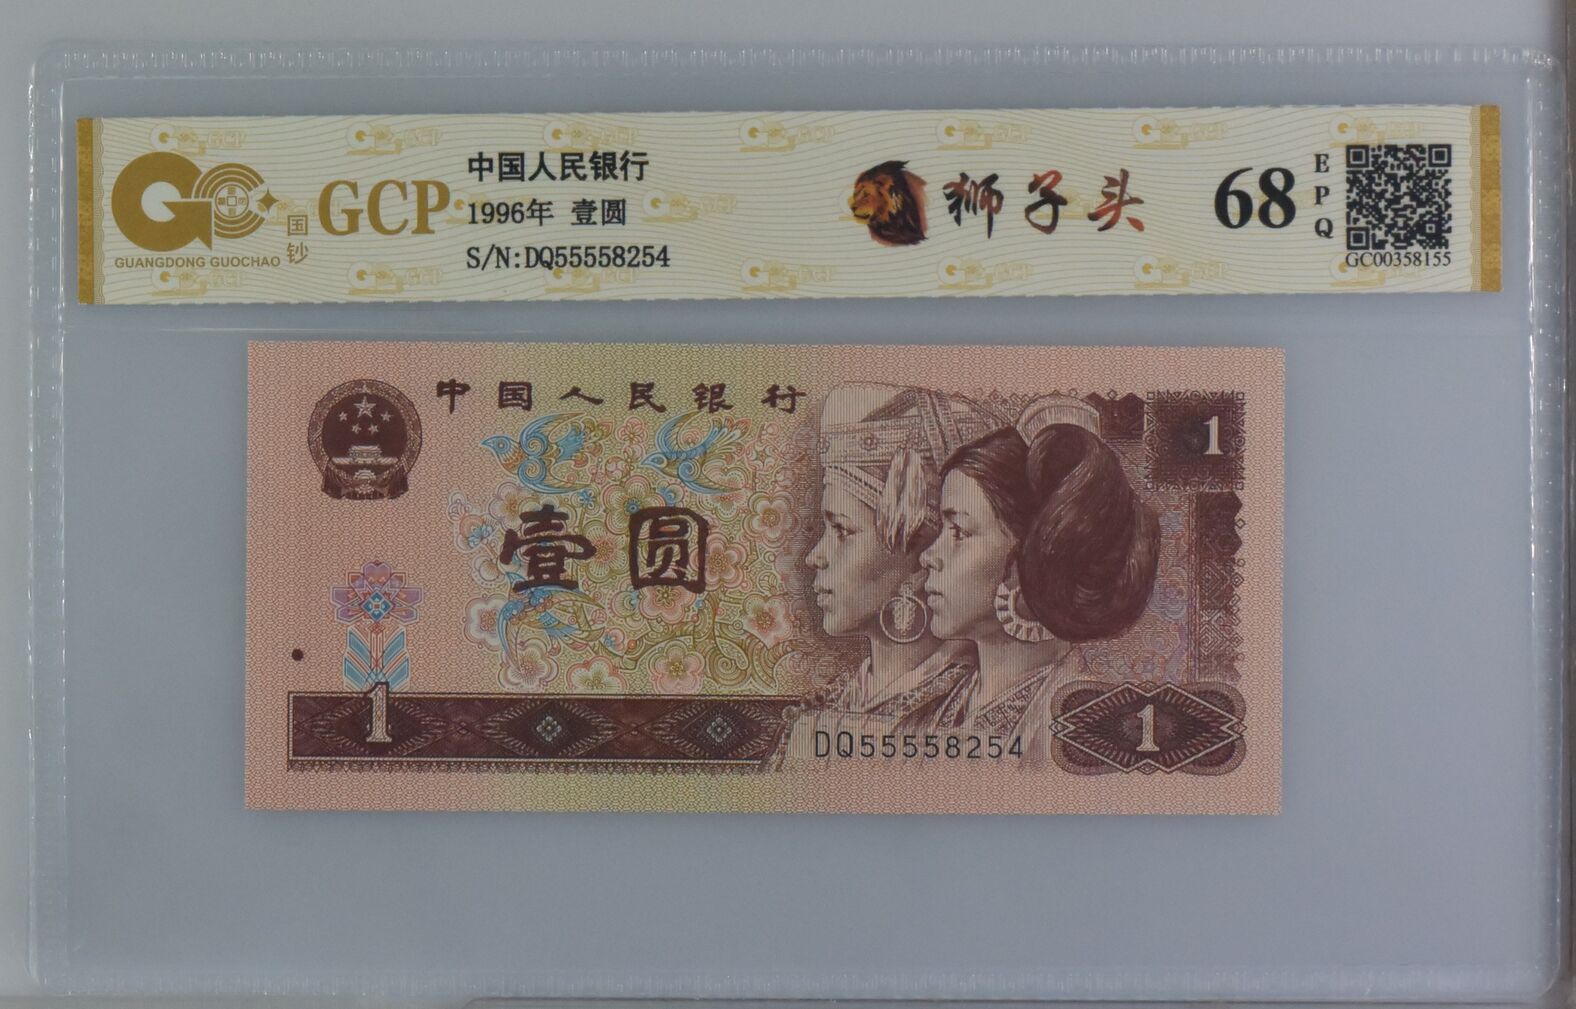 GCP
国钞
GUANGDONG GUOCHAO
中国人民银行
1996年 壹圆
S/N:DQ55558254
狮子头
68
EPQ
GC00358155
中国人民银行
1
壹圆
1
DQ55558254
1